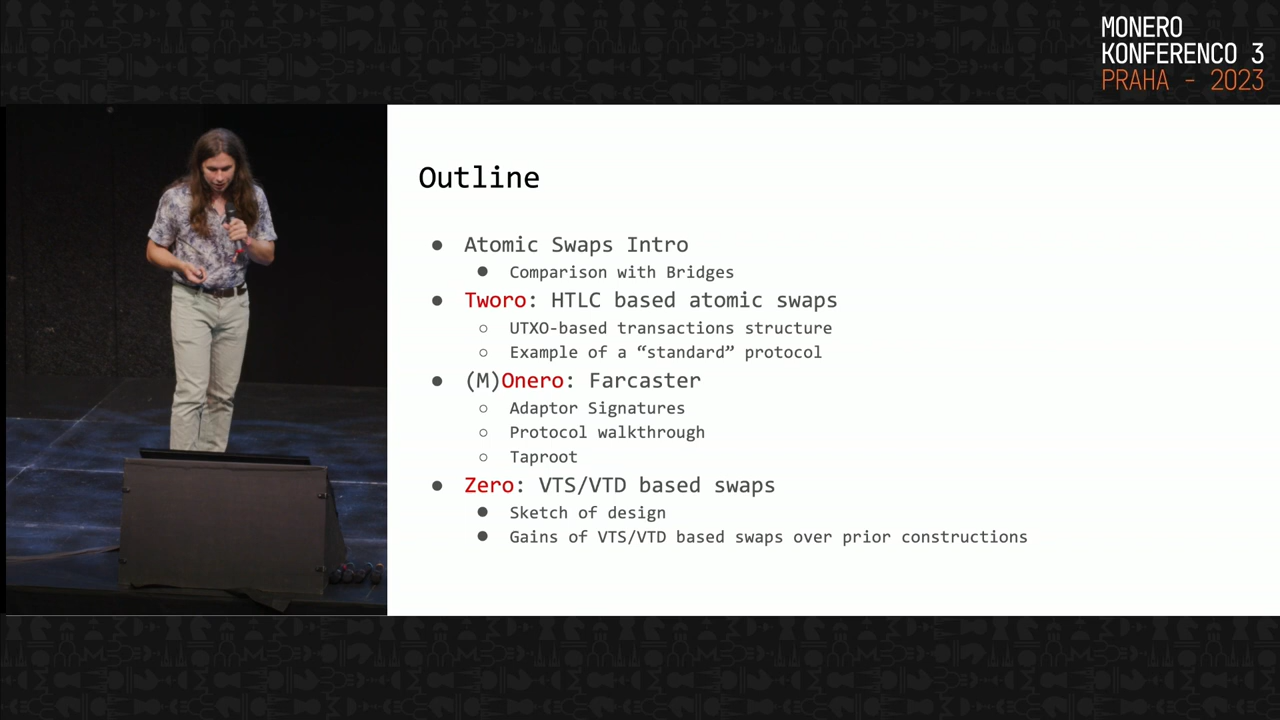 MONERO
KONFERENCO 3
PRAHA - 2023
Outline
● Atomic Swaps Intro
● Comparison with Bridges
● Tworo: HTLC based atomic swaps
○ UTXO-based transactions structure
○ Example of a “standard” protocol
● (M)Onero: Farcaster
○ Adaptor Signatures
○ Protocol walkthrough
○ Taproot
● Zero: VTS/VTD based swaps
● Sketch of design
● Gains of VTS/VTD based swaps over prior constructions